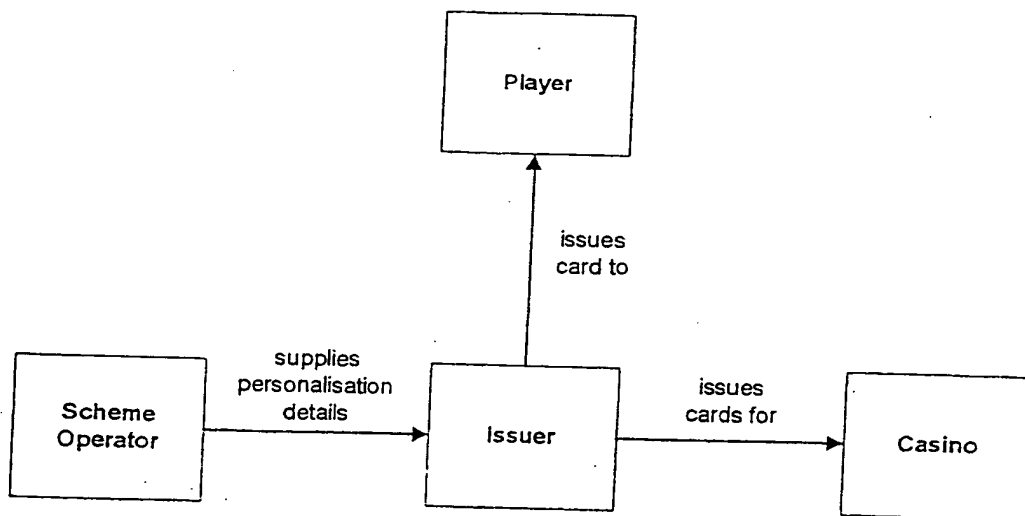 Player
issues
card to
supplies
personalisation
details
Scheme
Operator
Issuer
issues
cards for
Casino